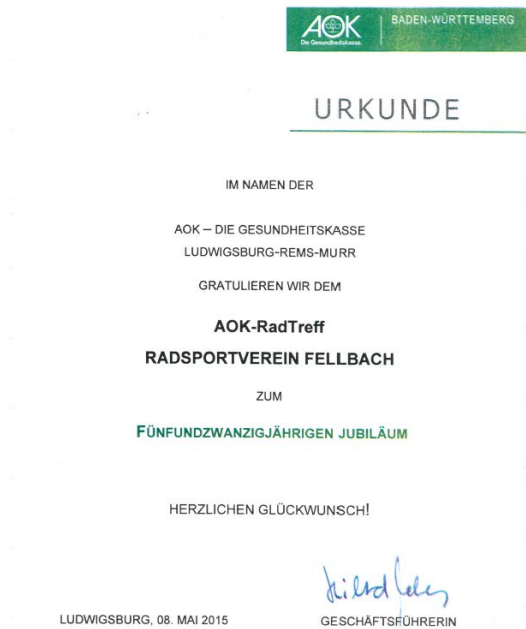 AOK
Die Gesundheitskasse.
BADEN-WÜRTTEMBERG
URKUNDE
IM NAMEN DER
AOK – DIE GESUNDHEITSKASSE
LUDWIGSBURG-REMS-MURR
GRATULIEREN WIR DEM
AOK-RadTreff
RADSPORTVEREIN FELLBACH
ZUM
FÜNFUNDZWANZIGJÄHRIGEN JUBILÄUM
HERZLICHEN GLÜCKWUNSCH!
LUDWIGSBURG, 08. MAI 2015
GESCHÄFTSFÜHRERIN